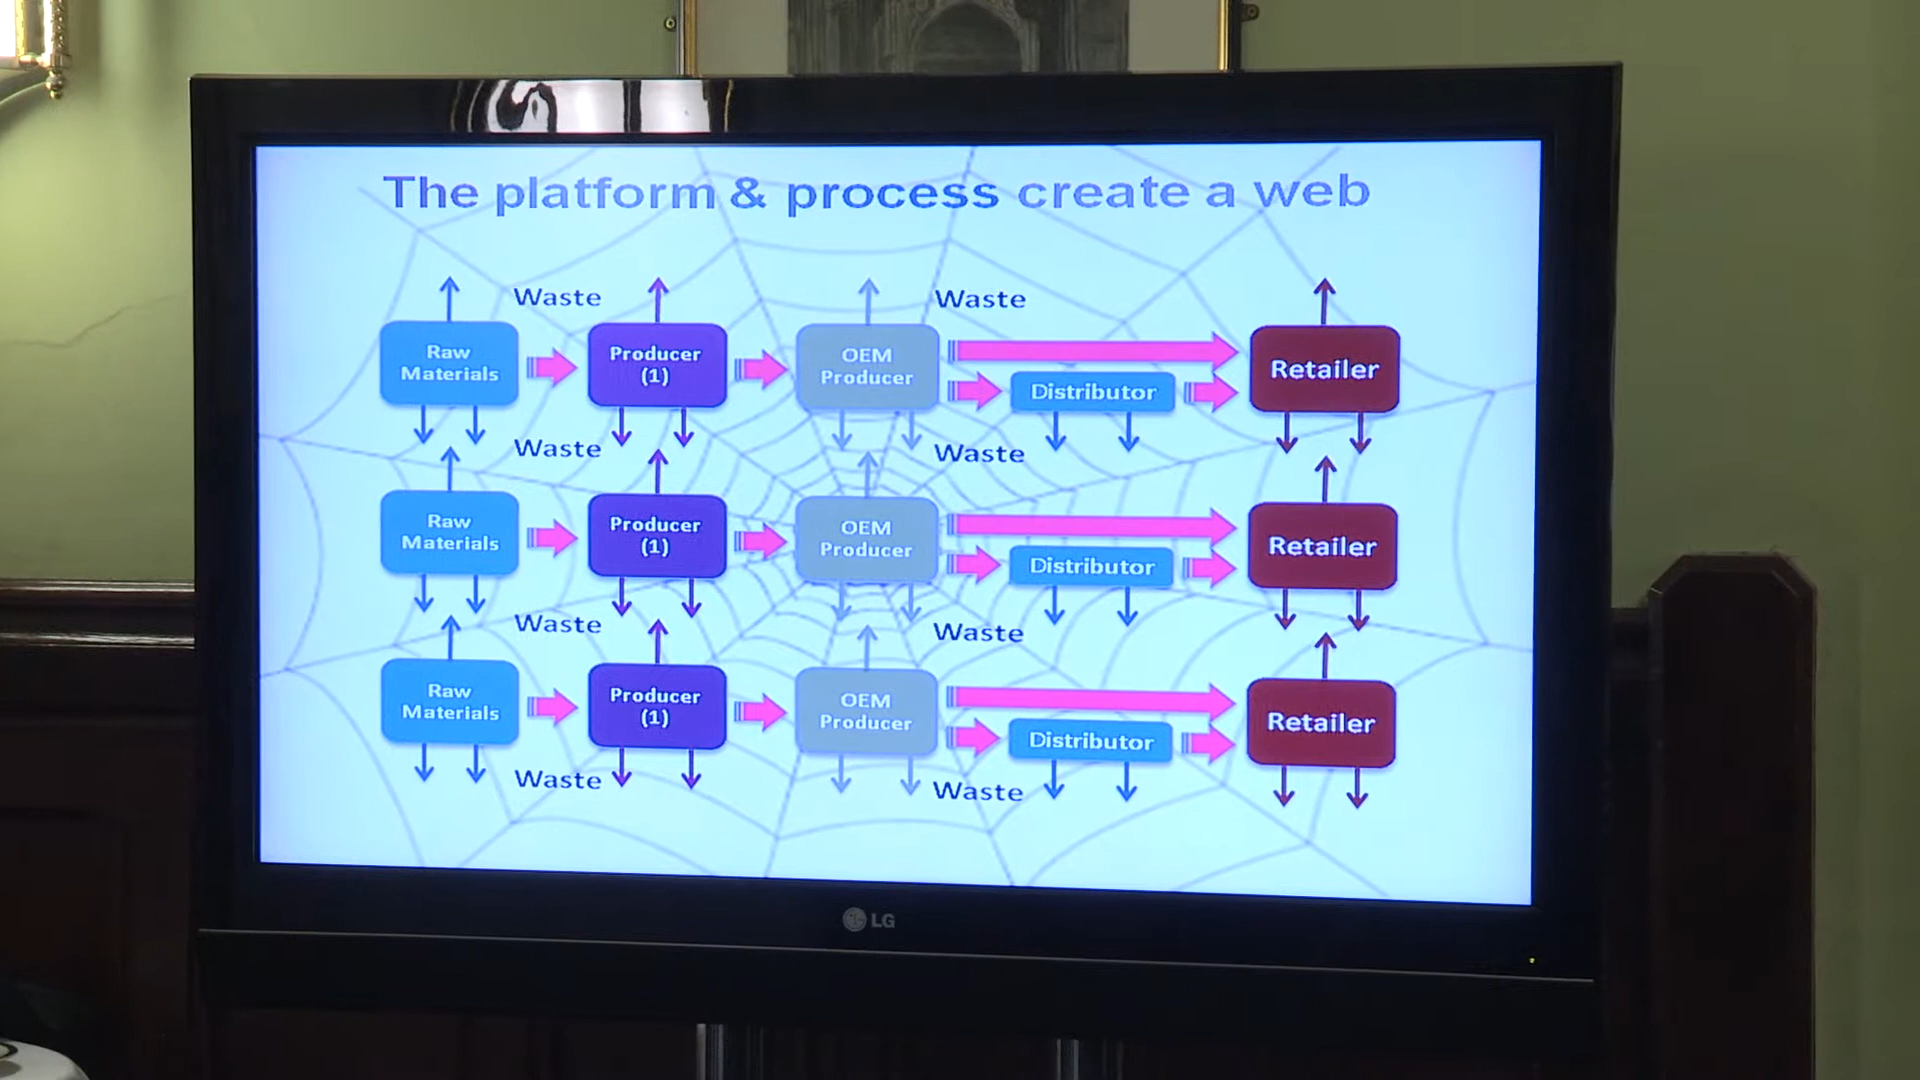 The platform & process create a web
Waste
Waste
Raw
Materials
Producer
(1)
OEM
Producer
Distributor
Retailer
Waste
Waste
Raw
Materials
Producer
(1)
OEM
Producer
Distributor
Retailer
Waste
Waste
Raw
Materials
Producer
(1)
OEM
Producer
Distributor
Retailer
Waste
Waste
LG